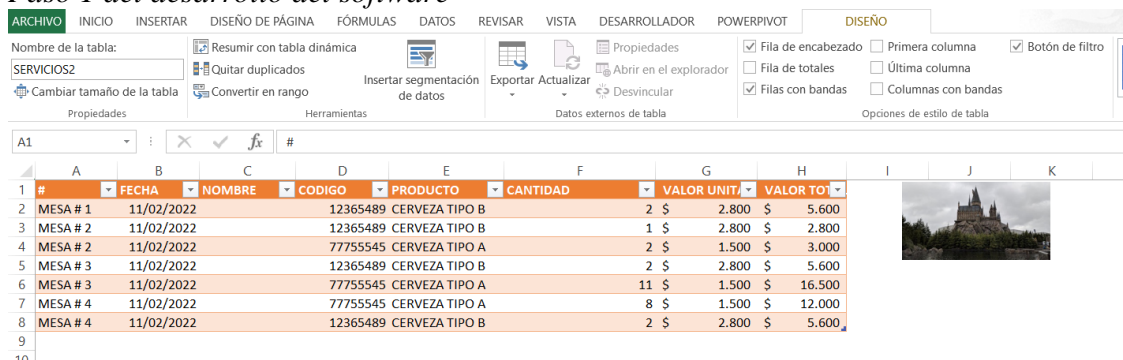 Paso 1 del desarrollo del software
ARCHIVO INICIO INSERTAR DISEÑO DE PÁGINA FÓRMULAS DATOS REVISAR VISTA DESARROLLADOR POWERPIVOT DISEÑO
Nombre de la tabla:
SERVICIOS2
Cambiar tamaño de la tabla
Propiedades
Resumir con tabla dinámica
Quitar duplicados
Convertir en rango
Insertar segmentación
de datos
Herramientas
Exportar Actualizar
Propiedades
Abrir en el explorador
Desvincular
Datos externos de tabla
Fila de encabezado Primera columna Botón de filtro
Fila de totales Última columna
Filas con bandas Columnas con bandas
Opciones de estilo de tabla
A1 fx #
A B C D E F G H I J K
1 # FECHA NOMBRE CODIGO PRODUCTO CANTIDAD VALOR UNITA VALOR TOT
2 MESA # 1 11/02/2022 12365489 CERVEZA TIPO B 2 $ 2.800 $ 5.600
3 MESA # 2 11/02/2022 12365489 CERVEZA TIPO B 1 $ 2.800 $ 2.800
4 MESA # 2 11/02/2022 77755545 CERVEZA TIPO A 2 $ 1.500 $ 3.000
5 MESA # 3 11/02/2022 12365489 CERVEZA TIPO B 2 $ 2.800 $ 5.600
6 MESA # 3 11/02/2022 77755545 CERVEZA TIPO A 11 $ 1.500 $ 16.500
7 MESA # 4 11/02/2022 77755545 CERVEZA TIPO A 8 $ 1.500 $ 12.000
8 MESA # 4 11/02/2022 12365489 CERVEZA TIPO B 2 $ 2.800 $ 5.600
9
10